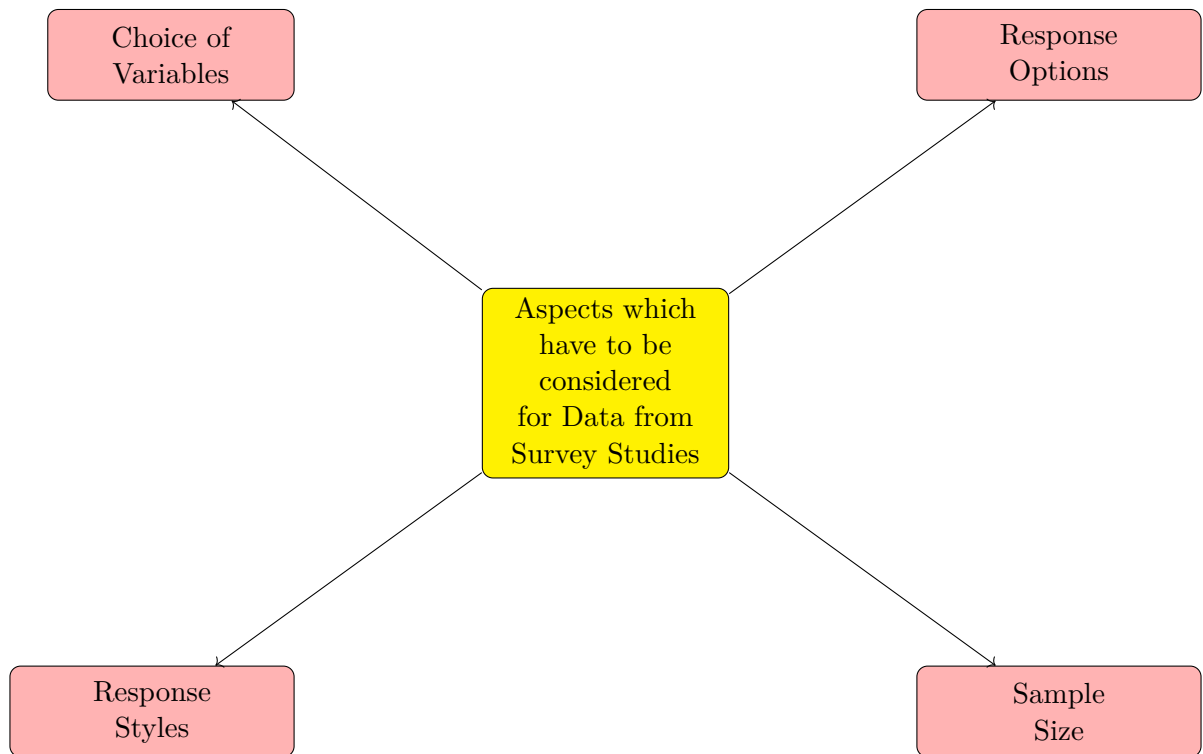 Choice of
Variables
Response
Options
Aspects which
have to be
considered
for Data from
Survey Studies
Response
Styles
Sample
Size